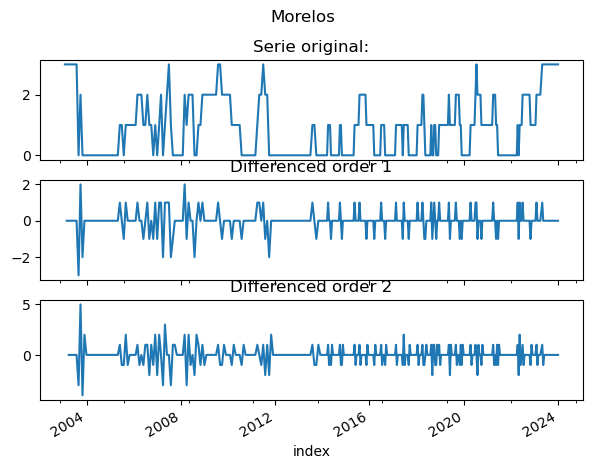 Morelos
Serie original:
2
0
Differenced order 1
2
0
−2
Differenced order 2
5
0
2004
2008
2012
2016
2020
2024
index